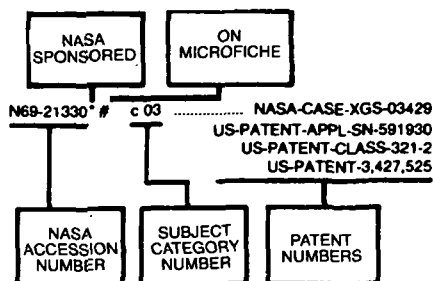 NASA
SPONSORED
ON
MICROFICHE
N69-21330*# c 03 .......... NASA-CASE-XGS-03429
US-PATENT-APPL-SN-591930
US-PATENT-CLASS-321-2
US-PATENT-3,427,525
NASA
ACCESSION
NUMBER
SUBJECT
CATEGORY
NUMBER
PATENT
NUMBERS